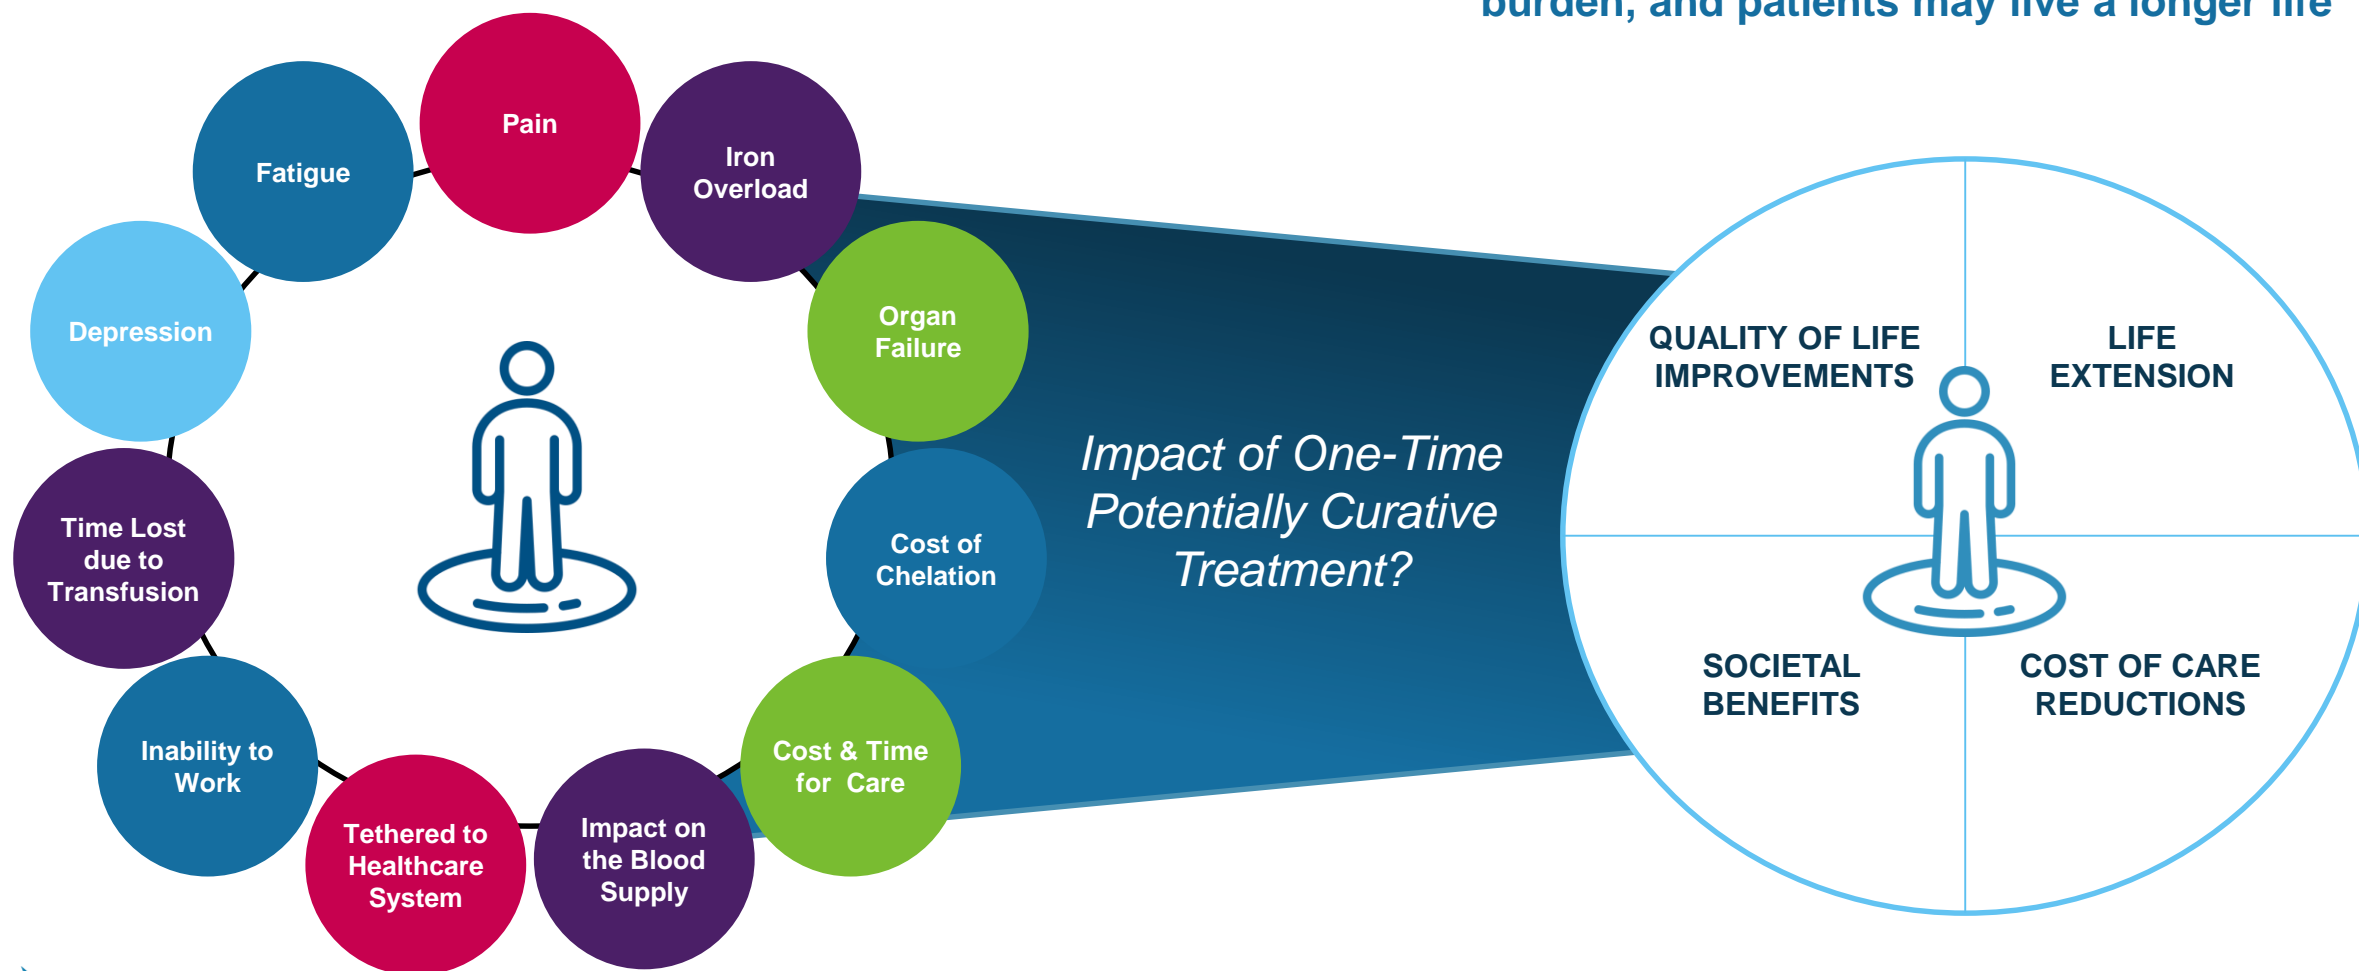 burden, and patients may live a longer life
Pain
Iron
Overload
Fatigue
Organ
Failure
Depression
Cost of
Chelation
Time Lost
due to
Transfusion
Cost & Time
for Care
Inability to
Work
Impact on
the Blood
Supply
Tethered to
Healthcare
System
Impact of One-Time
Potentially Curative
Treatment?
QUALITY OF LIFE
IMPROVEMENTS
LIFE
EXTENSION
SOCIETAL
BENEFITS
COST OF CARE
REDUCTIONS